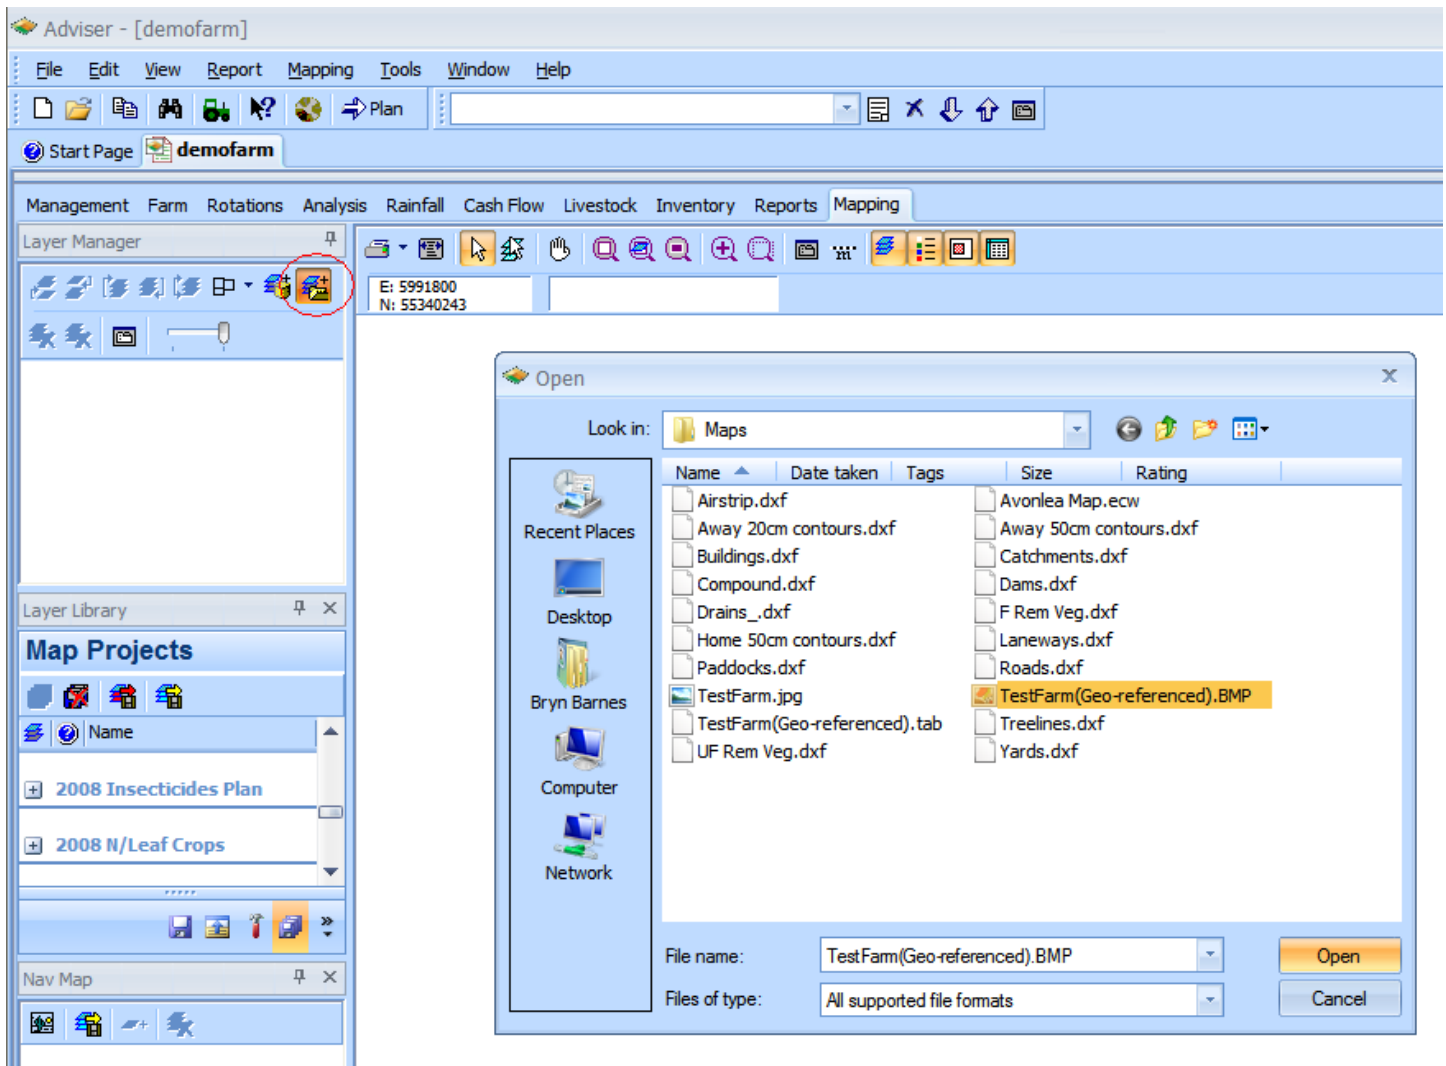 Adviser - [demofarm]
File Edit View Report Mapping Tools Window Help
Plan
Start Page demofarm
Management Farm Rotations Analysis Rainfall Cash Flow Livestock Inventory Reports Mapping
Layer Manager
E: 5991800
N: 55340243
Open
Look in: Maps
Name Date taken Tags Size Rating
Airstrip.dxf Avonlea Map.ecw
Away 20cm contours.dxf Away 50cm contours.dxf
Buildings.dxf Catchments.dxf
Compound.dxf Dams.dxf
Drains_.dxf F Rem Veg.dxf
Home 50cm contours.dxf Laneways.dxf
Paddocks.dxf Roads.dxf
TestFarm.jpg TestFarm(Geo-referenced).BMP
TestFarm(Geo-referenced).tab Treelines.dxf
UF Rem Veg.dxf Yards.dxf
Recent Places
Desktop
Bryn Barnes
Computer
Network
File name: TestFarm(Geo-referenced).BMP Open
Files of type: All supported file formats Cancel
Layer Library
Map Projects
Name
2008 Insecticides Plan
2008 N/Leaf Crops
Nav Map